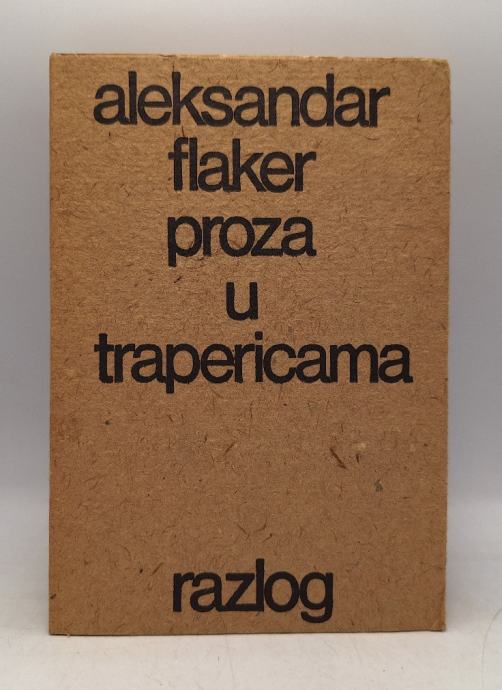 aleksandar
flaker
proza
u
trapericama
razlog